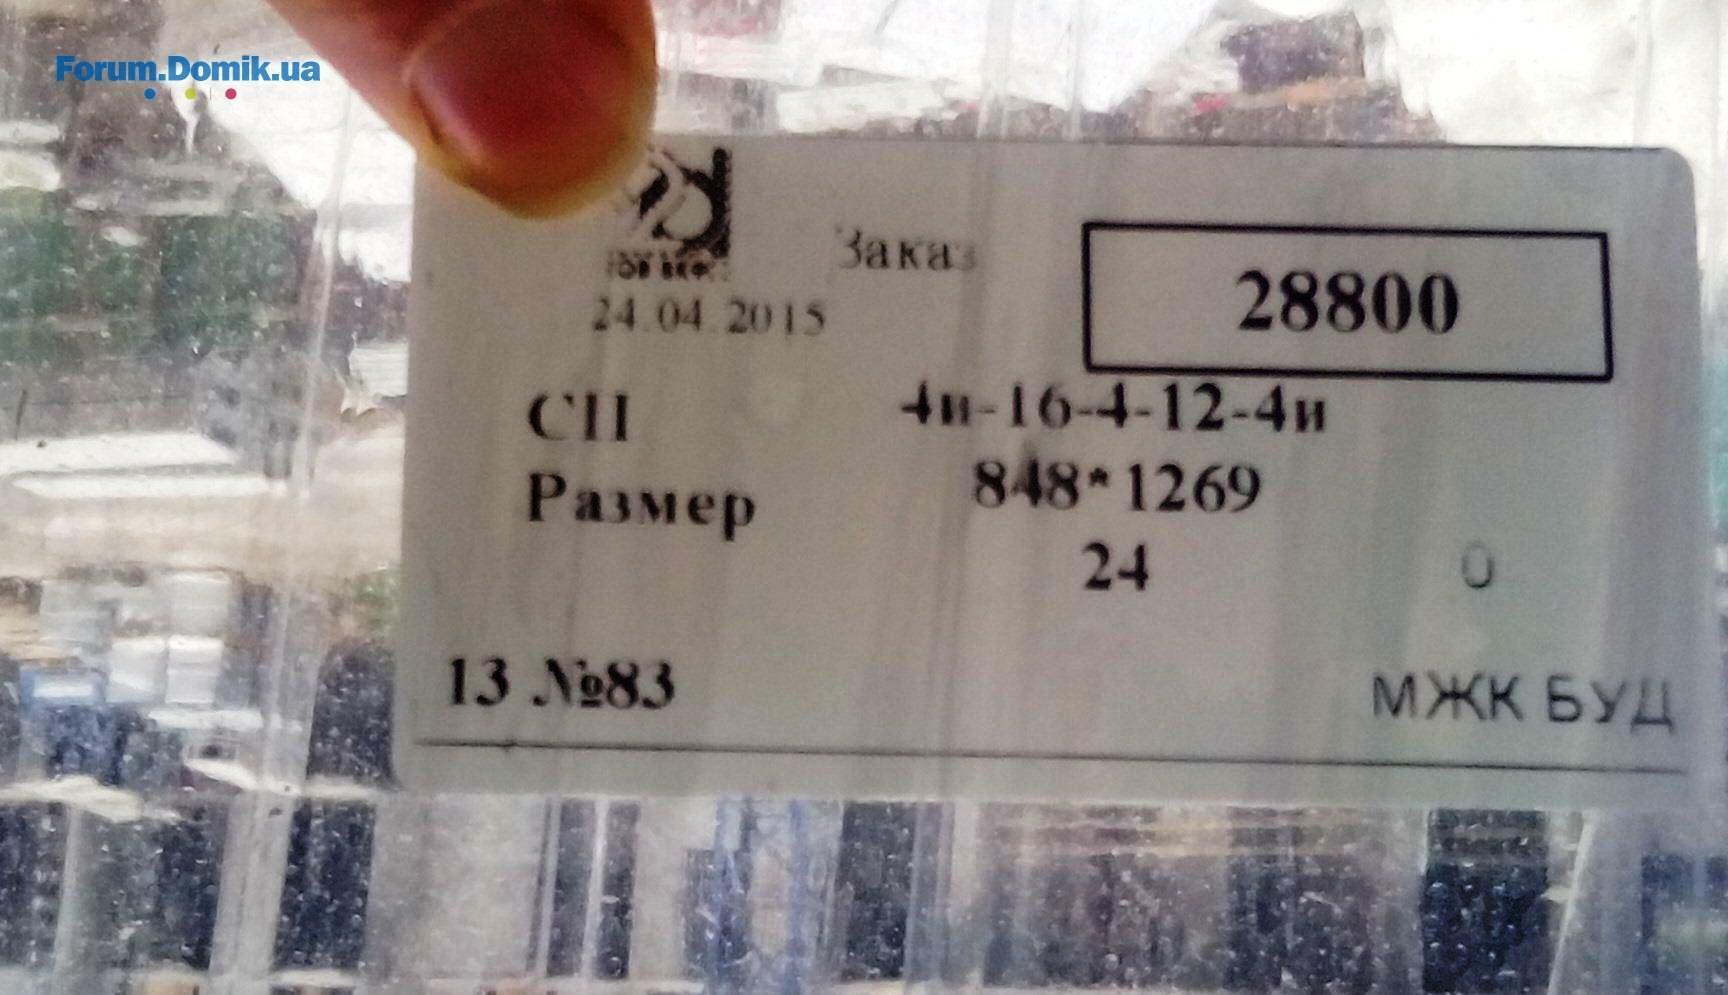 Forum.Domik.ua
Заказ
28800
24.04.2015
СП 4и-16-4-12-4и
Размер 848*1269
24 0
13 №83 МЖК БУД